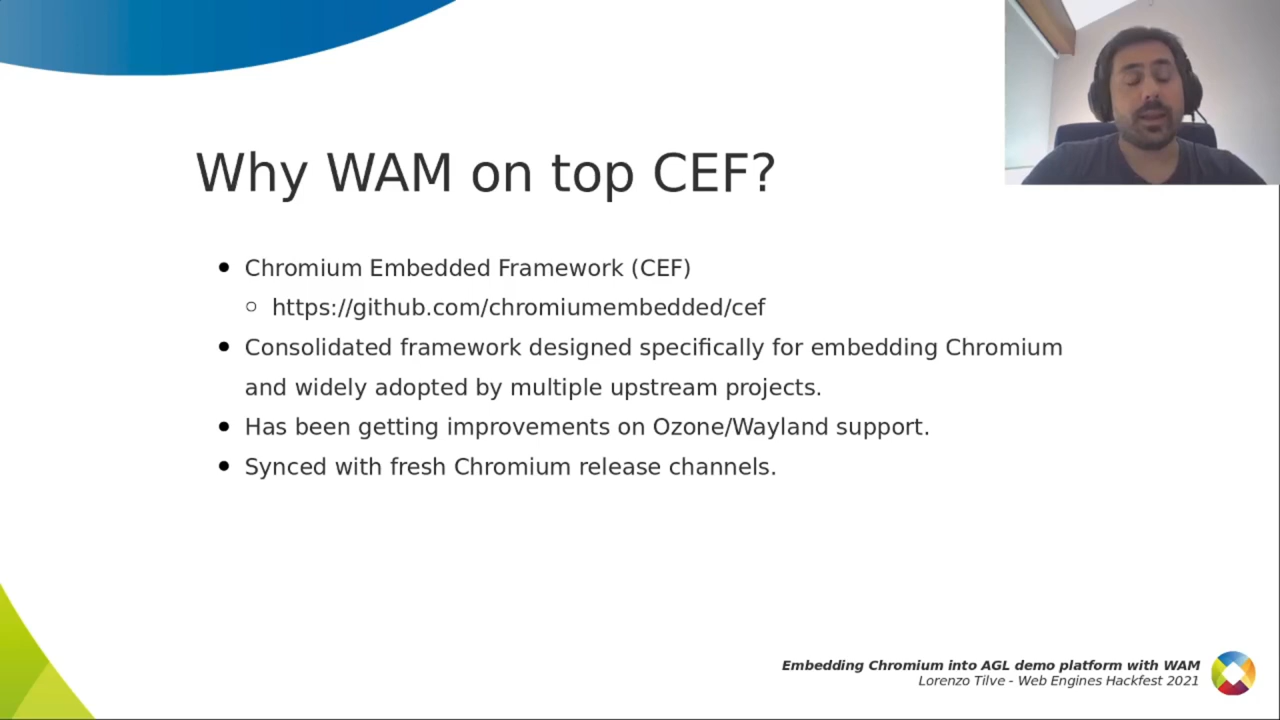 Why WAM on top CEF?
Chromium Embedded Framework (CEF)
https://github.com/chromiumembedded/cef
Consolidated framework designed specifically for embedding Chromium
and widely adopted by multiple upstream projects.
Has been getting improvements on Ozone/Wayland support.
Synced with fresh Chromium release channels.
Embedding Chromium into AGL demo platform with WAM
Lorenzo Tilve - Web Engines Hackfest 2021